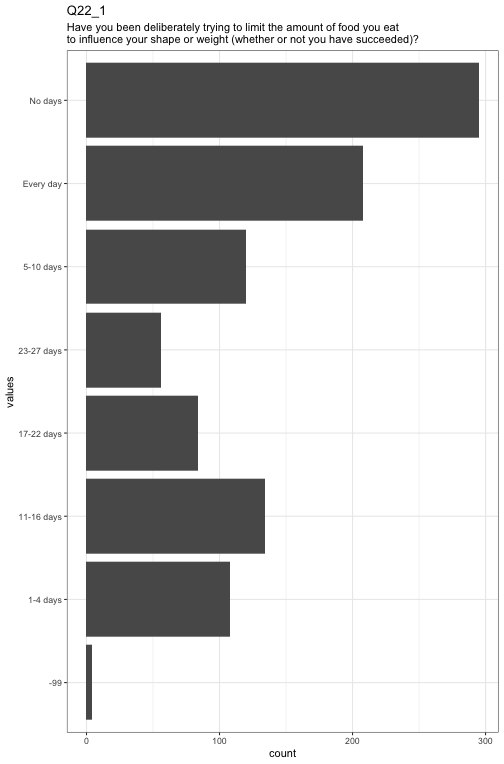 Q22_1
Have you been deliberately trying to limit the amount of food you eat
to influence your shape or weight (whether or not you have succeeded)?
values
No days
Every day
5-10 days
23-27 days
17-22 days
11-16 days
1-4 days
-99
0 100 200 300
count